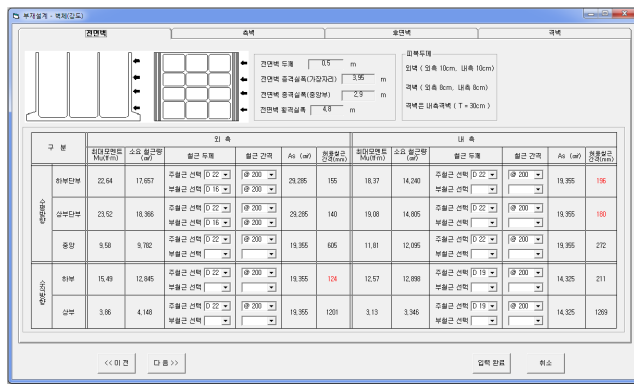 부재설계 - 벽체(강도)
전면벽 측벽 후면벽 격벽
전면벽 두께 0.5 m
전면벽 종격실폭(가장자리) 3.95 m
전면벽 종격실폭(중앙부) 2.9 m
전면벽 횡격실폭 4.8 m
피복두께
외벽 ( 외측 10cm, 내측 10cm)
격벽 ( 외측 8cm, 내측 8cm)
격벽은 내측격벽 ( T = 30cm )
구 분 외 측 내 측
최대모멘트 Mu(tf·m) 소요 철근량 (㎠) 철근 두께 철근 간격 As (㎠) 허용철근 간격(mm) 최대모멘트 Mu(tf·m) 소요 철근량 (㎠) 철근 두께 철근 간격 As (㎠) 허용철근 간격(mm)
하부단부 22.64 17.657 주철근 선택 D 22 @ 200 29.285 155 18.37 14.240 주철근 선택 D 22 @ 200 19.355 196
부철근 선택 D 16 @ 200 부철근 선택
상부단부 23.52 18.366 주철근 선택 D 22 @ 200 29.285 140 19.08 14.805 주철근 선택 D 22 @ 200 19.355 180
부철근 선택 D 16 @ 200 부철근 선택
중앙 9.58 9.782 주철근 선택 D 22 @ 200 19.355 605 11.81 12.095 주철근 선택 D 22 @ 200 19.355 272
부철근 선택 부철근 선택
하부 15.49 12.845 주철근 선택 D 22 @ 200 19.355 124 12.57 12.898 주철근 선택 D 19 @ 200 14.325 211
부철근 선택 부철근 선택
상부 3.86 4.148 주철근 선택 D 22 @ 200 19.355 1201 3.13 3.346 주철근 선택 D 19 @ 200 14.325 1269
부철근 선택 부철근 선택
<< 이 전 다 음 >> 입력 완료 취소